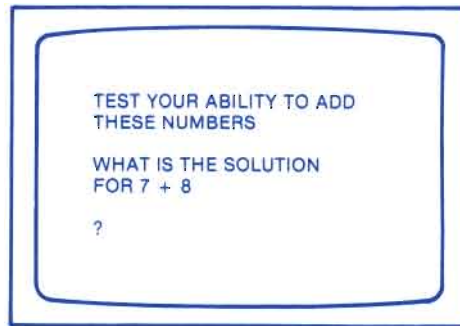 TEST YOUR ABILITY TO ADD
THESE NUMBERS
WHAT IS THE SOLUTION
FOR 7 + 8
?